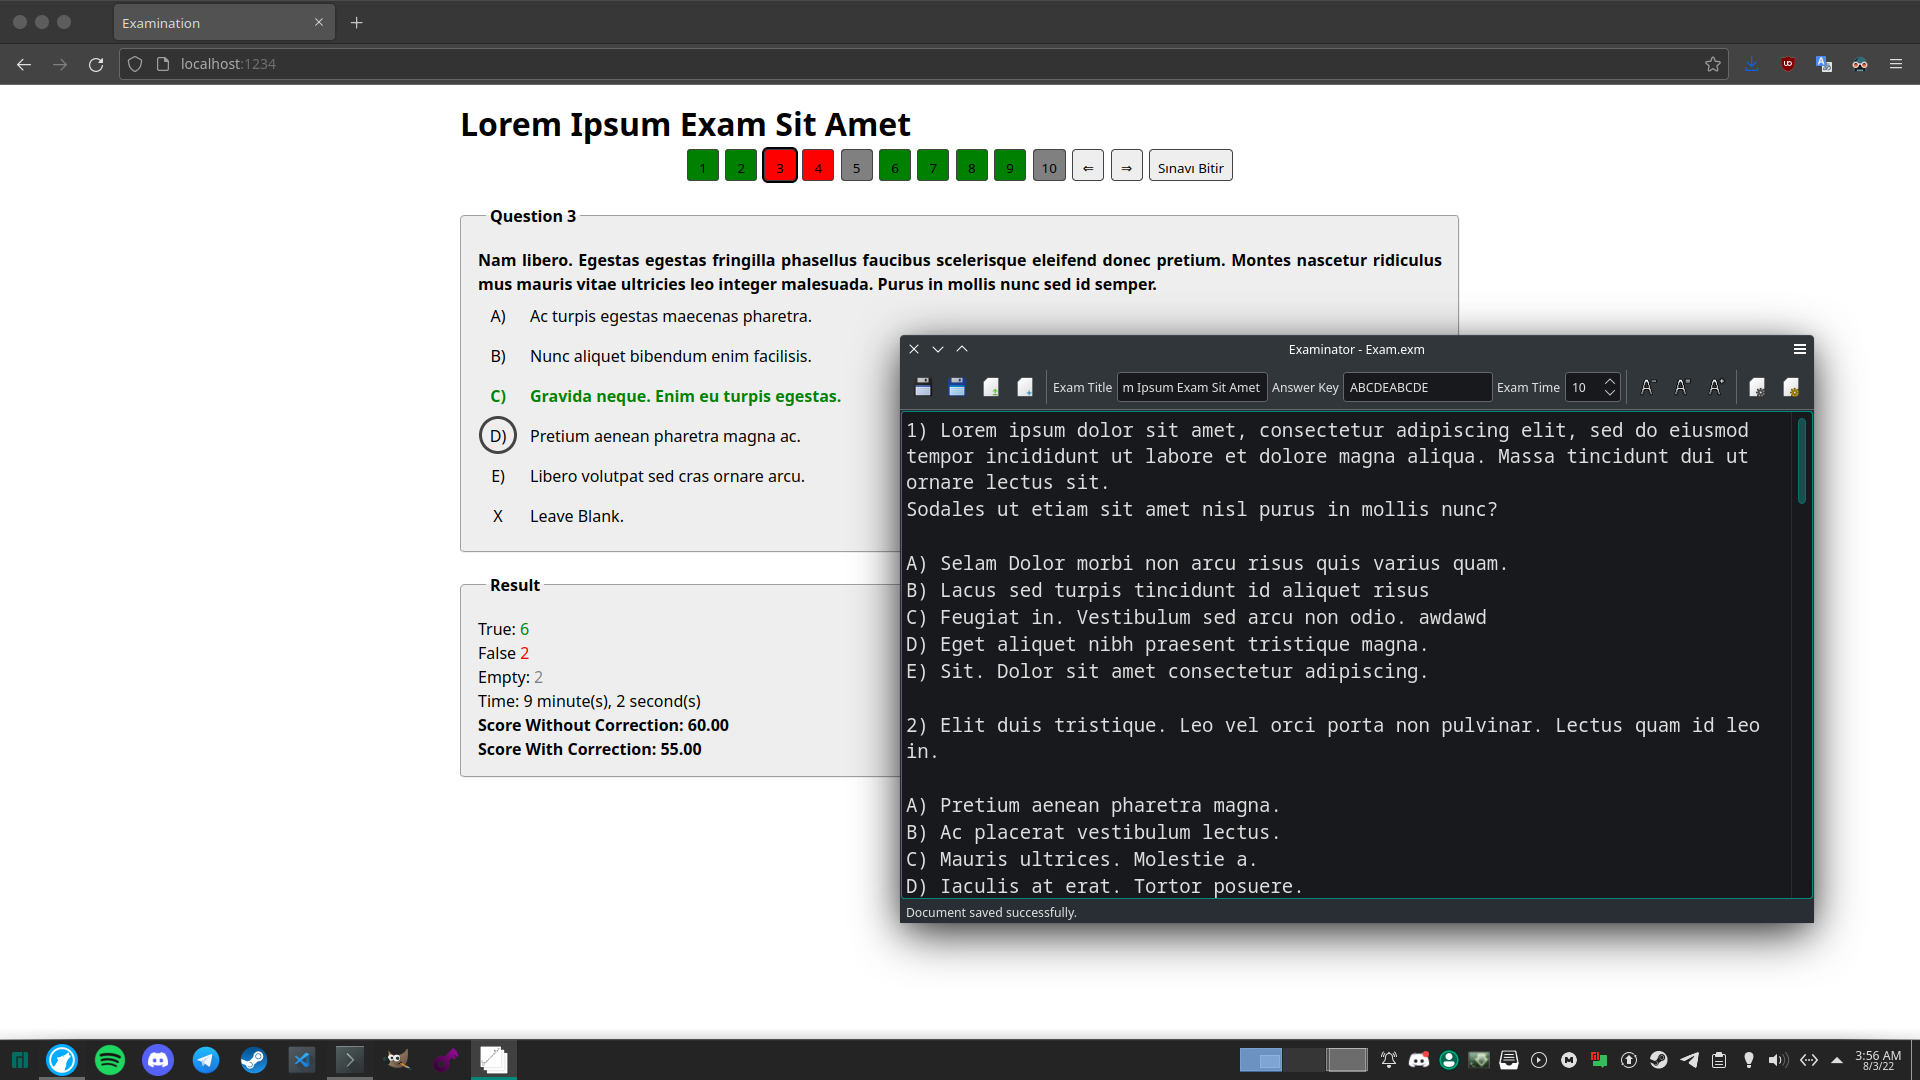 Examination
localhost:1234
Lorem Ipsum Exam Sit Amet
1 2 3 4 5 6 7 8 9 10 ⇐ ⇒ Sınavı Bitir
Question 3
Nam libero. Egestas egestas fringilla phasellus faucibus scelerisque eleifend donec pretium. Montes nascetur ridiculus
mus mauris vitae ultricies leo integer malesuada. Purus in mollis nunc sed id semper.
A) Ac turpis egestas maecenas pharetra.
B) Nunc aliquet bibendum enim facilisis.
C) Gravida neque. Enim eu turpis egestas.
D) Pretium aenean pharetra magna ac.
E) Libero volutpat sed cras ornare arcu.
X Leave Blank.
Result
True: 6
False 2
Empty: 2
Time: 9 minute(s), 2 second(s)
Score Without Correction: 60.00
Score With Correction: 55.00
Examinator - Exam.exm
Exam Title m Ipsum Exam Sit Amet Answer Key ABCDEABCDE Exam Time 10
1) Lorem ipsum dolor sit amet, consectetur adipiscing elit, sed do eiusmod
tempor incididunt ut labore et dolore magna aliqua. Massa tincidunt dui ut
ornare lectus sit.
Sodales ut etiam sit amet nisl purus in mollis nunc?
A) Selam Dolor morbi non arcu risus quis varius quam.
B) Lacus sed turpis tincidunt id aliquet risus
C) Feugiat in. Vestibulum sed arcu non odio. awdawd
D) Eget aliquet nibh praesent tristique magna.
E) Sit. Dolor sit amet consectetur adipiscing.
2) Elit duis tristique. Leo vel orci porta non pulvinar. Lectus quam id leo
in.
A) Pretium aenean pharetra magna.
B) Ac placerat vestibulum lectus.
C) Mauris ultrices. Molestie a.
D) Iaculis at erat. Tortor posuere.
Document saved successfully.
3:56 AM
8/3/22